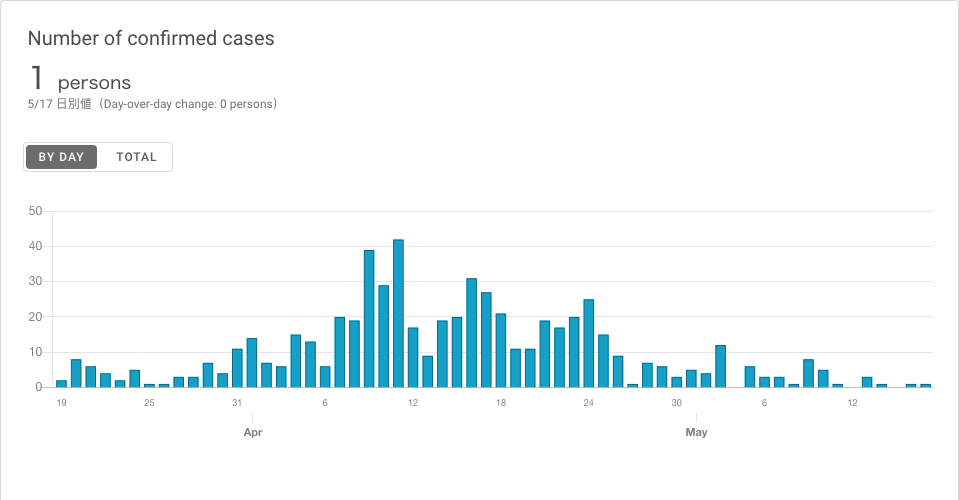 Number of confirmed cases
1 persons
5/17 日別値（Day-over-day change: 0 persons）
BY DAY TOTAL
50
40
30
20
10
0
19 25 31 6 12 18 24 30 6 12
Apr May